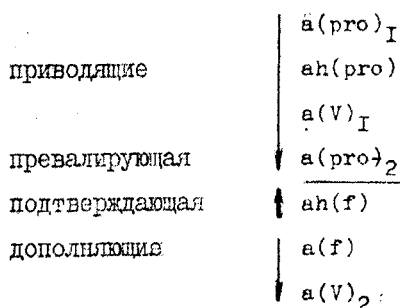 a(pro)I
приводящие ah(pro)
a(V)I
превалирующая a(pro)2
подтверждающая ah(f)
дополняющие a(f)
a(V)2